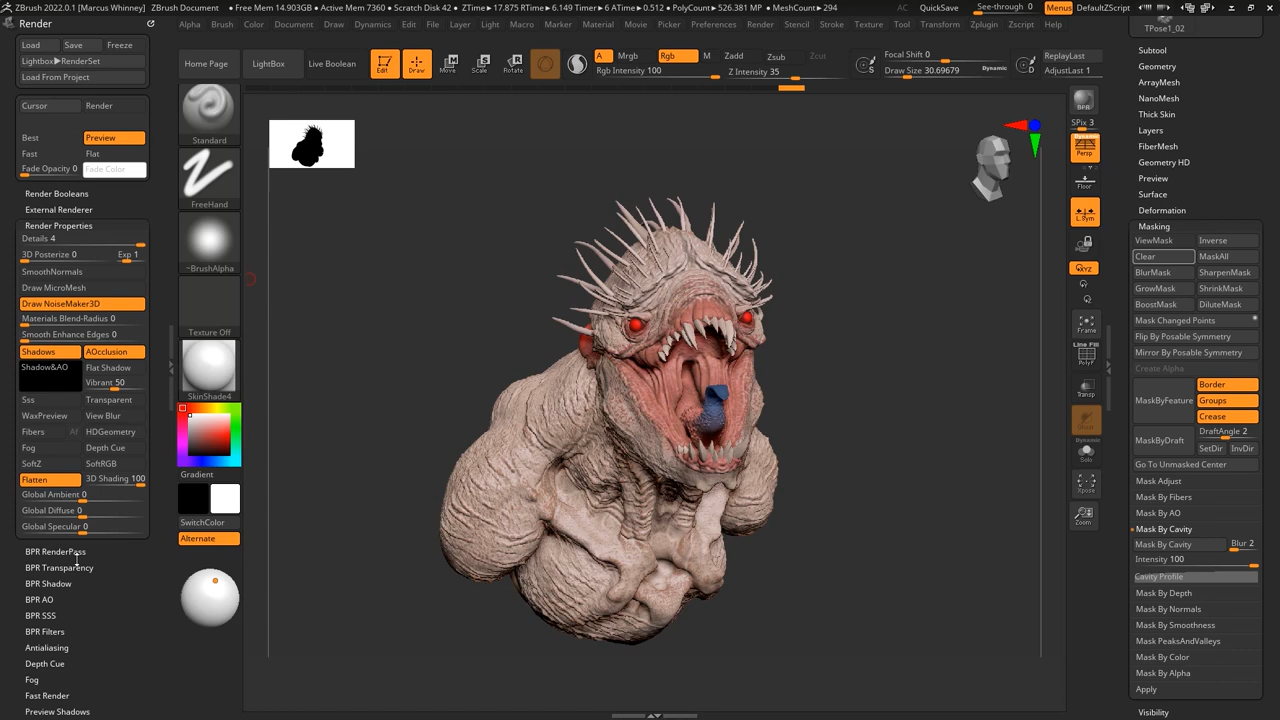 ZBrush 2022.0.1 [Marcus Whinney] ZBrush Document ● Free Mem 14.903GB ● Active Mem 7360 ● Scratch Disk 42 ● ZTime▸17.875 RTime▸6.149 Timer▸6 ATime▸0.512 ● PolyCount▸526.381 MP ● MeshCount▸294 AC QuickSave See-through 0 Menus DefaultZScript
Render
Alpha Brush Color Document Draw Dynamics Edit File Layer Light Macro Marker Material Movie Picker Preferences Render Stencil Stroke Texture Tool Transform Zplugin Zscript Help
Load Save Freeze
Lightbox▶RenderSet
Load From Project
Cursor Render
Best Preview
Fast Flat
Fade Opacity 0 Fade Color
Render Booleans
External Renderer
Render Properties
Details 4
3D Posterize 0 Exp 1
SmoothNormals
Draw MicroMesh
Draw NoiseMaker3D
Materials Blend-Radius 0
Smooth Enhance Edges 0
Shadows AOcclusion
Shadow&AO Flat Shadow
Vibrant 50
Sss Transparent
WaxPreview View Blur
Fibers Af HDGeometry
Fog Depth Cue
SoftZ SoftRGB
Flatten 3D Shading 100
Global Ambient 0
Global Diffuse 0
Global Specular 0
BPR RenderPass
BPR Transparency
BPR Shadow
BPR AO
BPR SSS
BPR Filters
Antialiasing
Depth Cue
Fog
Fast Render
Preview Shadows
Home Page LightBox Live Boolean
Edit Draw Move Scale Rotate
A Mrgb Rgb M Zadd Zsub Zcut
Rgb Intensity 100 Z Intensity 35
S Focal Shift 0
Draw Size 30.69679 Dynamic
D ReplayLast
AdjustLast 1
Standard
FreeHand
~BrushAlpha
Texture Off
SkinShade4
Gradient
SwitchColor
Alternate
BPR
SPix 3
Dynamic
Persp
Floor
L.Sym
XYZ
Frame
Line Fill
PolyF
Transp
Ghost
Dynamic
Solo
Xpose
Zoom
TPose1_02
Subtool
Geometry
ArrayMesh
NanoMesh
Thick Skin
Layers
FiberMesh
Geometry HD
Preview
Surface
Deformation
Masking
ViewMask Inverse
Clear MaskAll
BlurMask SharpenMask
GrowMask ShrinkMask
BoostMask DiluteMask
Mask Changed Points
Flip By Posable Symmetry
Mirror By Posable Symmetry
Create Alpha
MaskByFeature Border
Groups
Crease
MaskByDraft DraftAngle 2
SetDir InvDir
Go To Unmasked Center
Mask Adjust
Mask By Fibers
Mask By AO
Mask By Cavity
Mask By Cavity Blur 2
Intensity 100
Cavity Profile
Mask By Depth
Mask By Normals
Mask By Smoothness
Mask PeaksAndValleys
Mask By Color
Mask By Alpha
Apply
Visibility